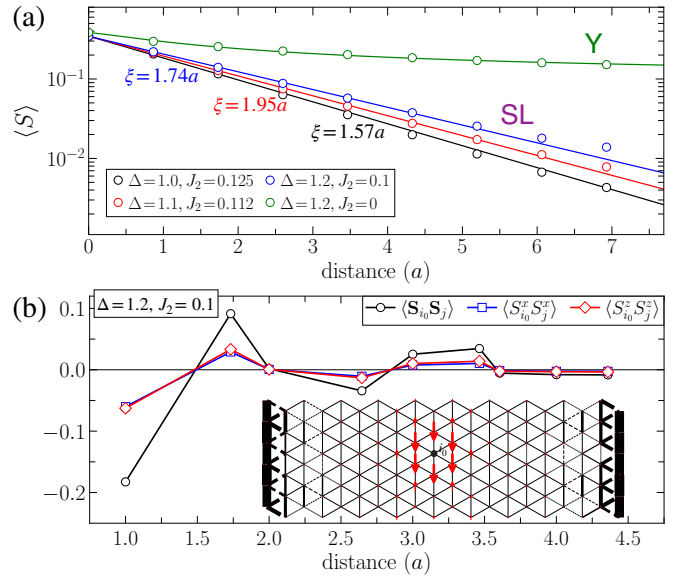 (a)
10⁻¹
10⁻²
⟨S⟩
Y
SL
ξ=1.74a
ξ=1.95a
ξ=1.57a
Δ=1.0, J₂=0.125
Δ=1.2, J₂=0.1
Δ=1.1, J₂=0.112
Δ=1.2, J₂=0
0 1 2 3 4 5 6 7
distance (a)
(b)
Δ=1.2, J₂=0.1
⟨S_{i₀}S_j⟩
⟨S^x_{i₀}S^x_j⟩
⟨S^z_{i₀}S^z_j⟩
0.1
0.0
−0.1
−0.2
i₀
1.0 1.5 2.0 2.5 3.0 3.5 4.0 4.5
distance (a)